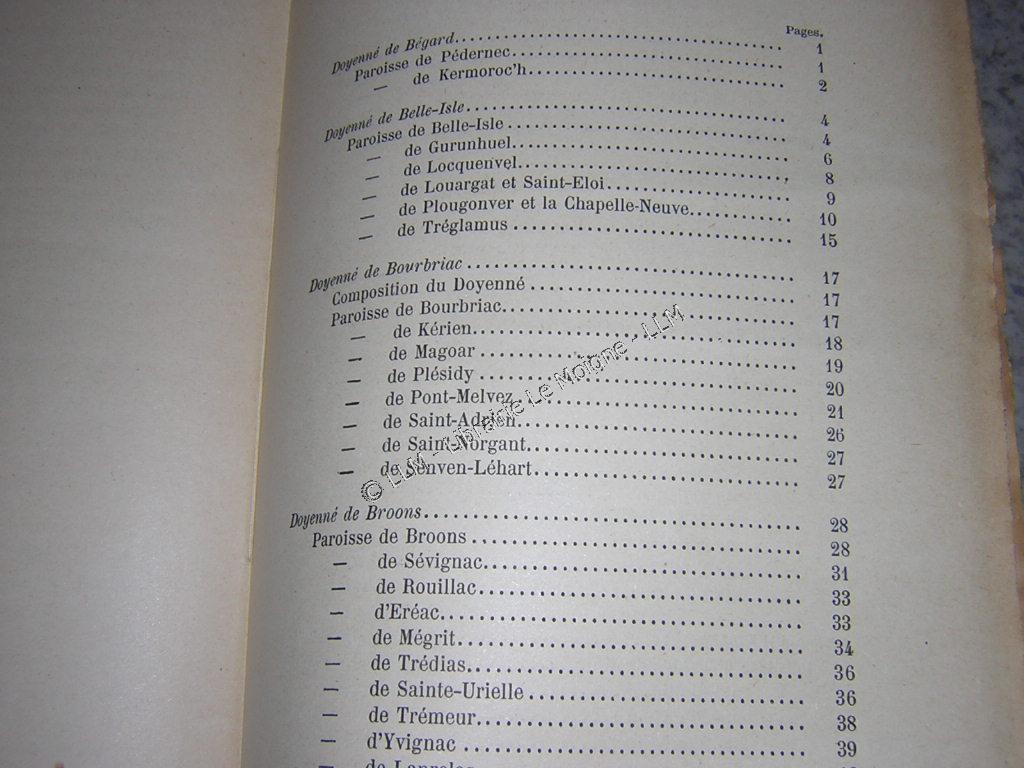 Pages.
Doyenné de Bégard........ 1
Paroisse de Pédernec........ 1
— de Kermoroc'h........ 2
Doyenné de Belle-Isle........ 4
Paroisse de Belle-Isle........ 4
— de Gurunhuel........ 6
— de Locquenvel........ 8
— de Louargat et Saint-Eloi........ 9
— de Plougonver et la Chapelle-Neuve........ 10
— de Tréglamus........ 15
Doyenné de Bourbriac........ 17
Composition du Doyenné........ 17
Paroisse de Bourbriac........ 17
— de Kérien........ 18
— de Magoar........ 19
— de Plésidy........ 20
— de Pont-Melvez........ 21
— de Saint-Adrien........ 26
— de Saint-Norgant........ 27
— de Senven-Léhart........ 27
© LLM - Librairie Le Moigne - LLM
Doyenné de Broons........ 28
Paroisse de Broons........ 28
— de Sévignac........ 31
— de Rouillac........ 33
— d'Eréac........ 33
— de Mégrit........ 34
— de Trédias........ 36
— de Sainte-Urielle........ 36
— de Trémeur........ 38
— d'Yvignac........ 39